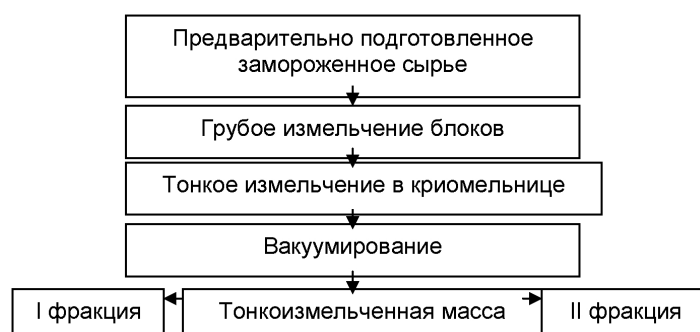 Предварительно подготовленное
замороженное сырье
Грубое измельчение блоков
Тонкое измельчение в криомельнице
Вакуумирование
I фракция
Тонкоизмельченная масса
II фракция